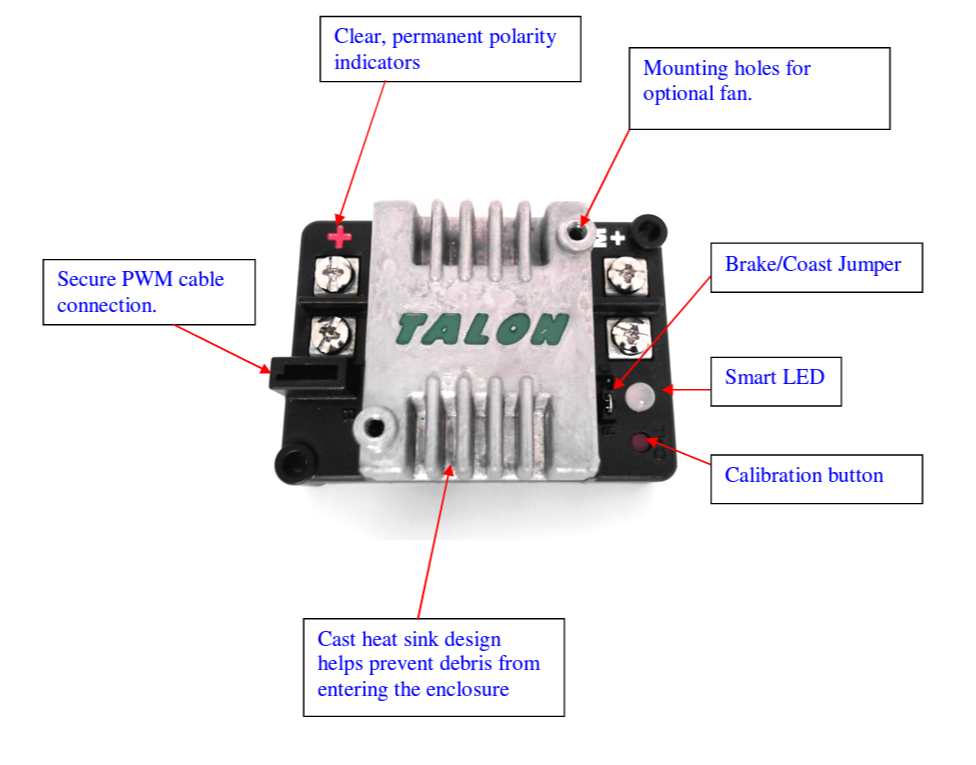 Clear, permanent polarity
indicators
Mounting holes for
optional fan.
+
M+
Brake/Coast Jumper
Secure PWM cable
connection.
TALON
Smart LED
CAL
Calibration button
Cast heat sink design
helps prevent debris from
entering the enclosure